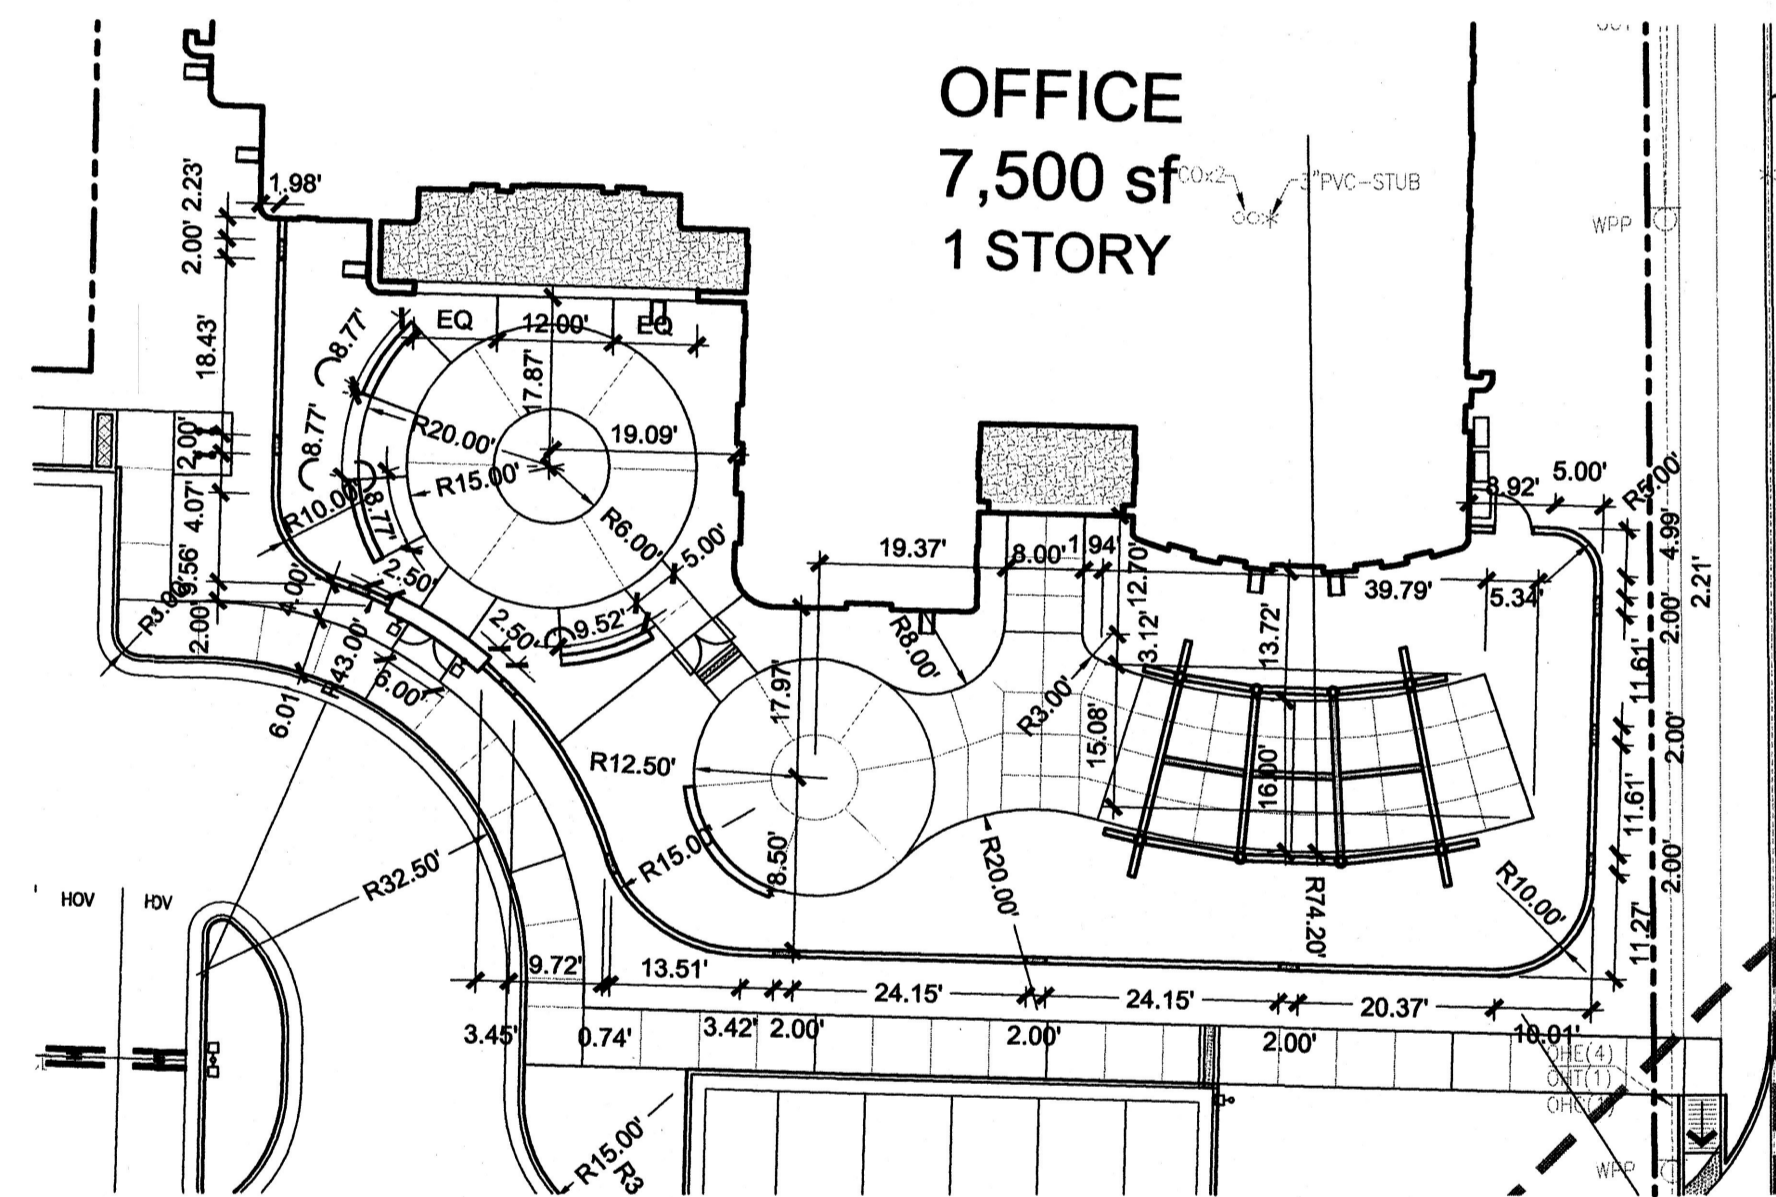 OFFICE
7,500 sf
1 STORY
COx2
3"PVC-STUB
WPP
1.98'
2.23'
2.00'
18.43'
2.00'
4.07'
9.56'
2.00'
8.77'
8.77'
8.77'
EQ
12.00'
EQ
17.87'
R20.00'
19.09'
R15.00'
R10.00'
R6.00'
5.00'
2.50'
4.00'
R3.00'
9.52'
2.50'
R43.00'
6.00'
6.01'
19.37'
8.00'
1.94'
12.70'
39.79'
5.34'
8.92'
5.00'
R5.00'
4.99'
2.21'
2.00'
11.61'
2.00'
11.61'
2.00'
11.27'
R8.00'
3.12'
13.72'
R3.00'
15.08'
16.00'
17.97'
R12.50'
R15.00'
8.50'
R20.00'
R74.20'
R10.00'
R32.50'
HOV
9.72'
13.51'
24.15'
24.15'
20.37'
3.45'
0.74'
3.42'
2.00'
2.00'
2.00'
10.01'
OHE(4)
OHT(1)
WPP
R15.00'
R3